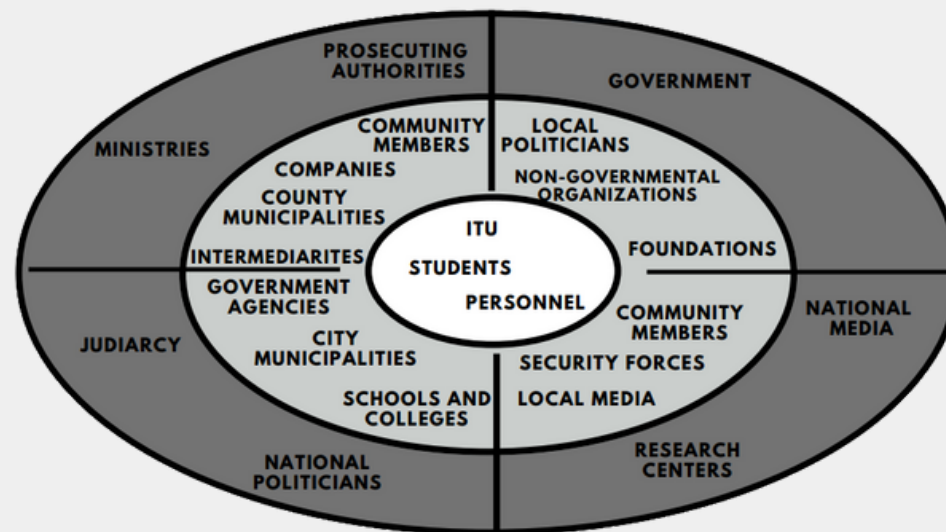 PROSECUTING
AUTHORITIES
GOVERNMENT
MINISTRIES
COMMUNITY
MEMBERS
LOCAL
POLITICIANS
COMPANIES
NON-GOVERNMENTAL
ORGANIZATIONS
COUNTY
MUNICIPALITIES
ITU
INTERMEDIARITES
STUDENTS
FOUNDATIONS
GOVERNMENT
AGENCIES
PERSONNEL
COMMUNITY
MEMBERS
NATIONAL
MEDIA
JUDIARCY
CITY
MUNICIPALITIES
SECURITY FORCES
SCHOOLS AND
COLLEGES
LOCAL MEDIA
NATIONAL
POLITICIANS
RESEARCH
CENTERS